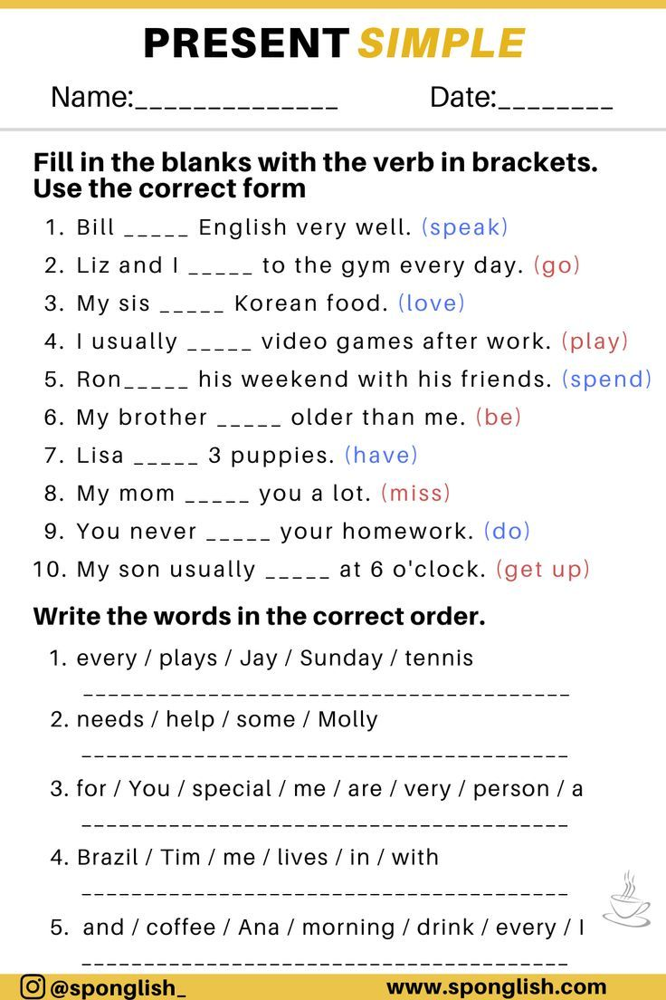 PRESENT SIMPLE
Name:______________ Date:________
Fill in the blanks with the verb in brackets.
Use the correct form
1. Bill _____ English very well. (speak)
2. Liz and I _____ to the gym every day. (go)
3. My sis _____ Korean food. (love)
4. I usually _____ video games after work. (play)
5. Ron_____ his weekend with his friends. (spend)
6. My brother _____ older than me. (be)
7. Lisa _____ 3 puppies. (have)
8. My mom _____ you a lot. (miss)
9. You never _____ your homework. (do)
10. My son usually _____ at 6 o'clock. (get up)
Write the words in the correct order.
1. every / plays / Jay / Sunday / tennis
_______________________________________
2. needs / help / some / Molly
_______________________________________
3. for / You / special / me / are / very / person / a
_______________________________________
4. Brazil / Tim / me / lives / in / with
_______________________________________
5. and / coffee / Ana / morning / drink / every / I
_______________________________________
@sponglish_ www.sponglish.com